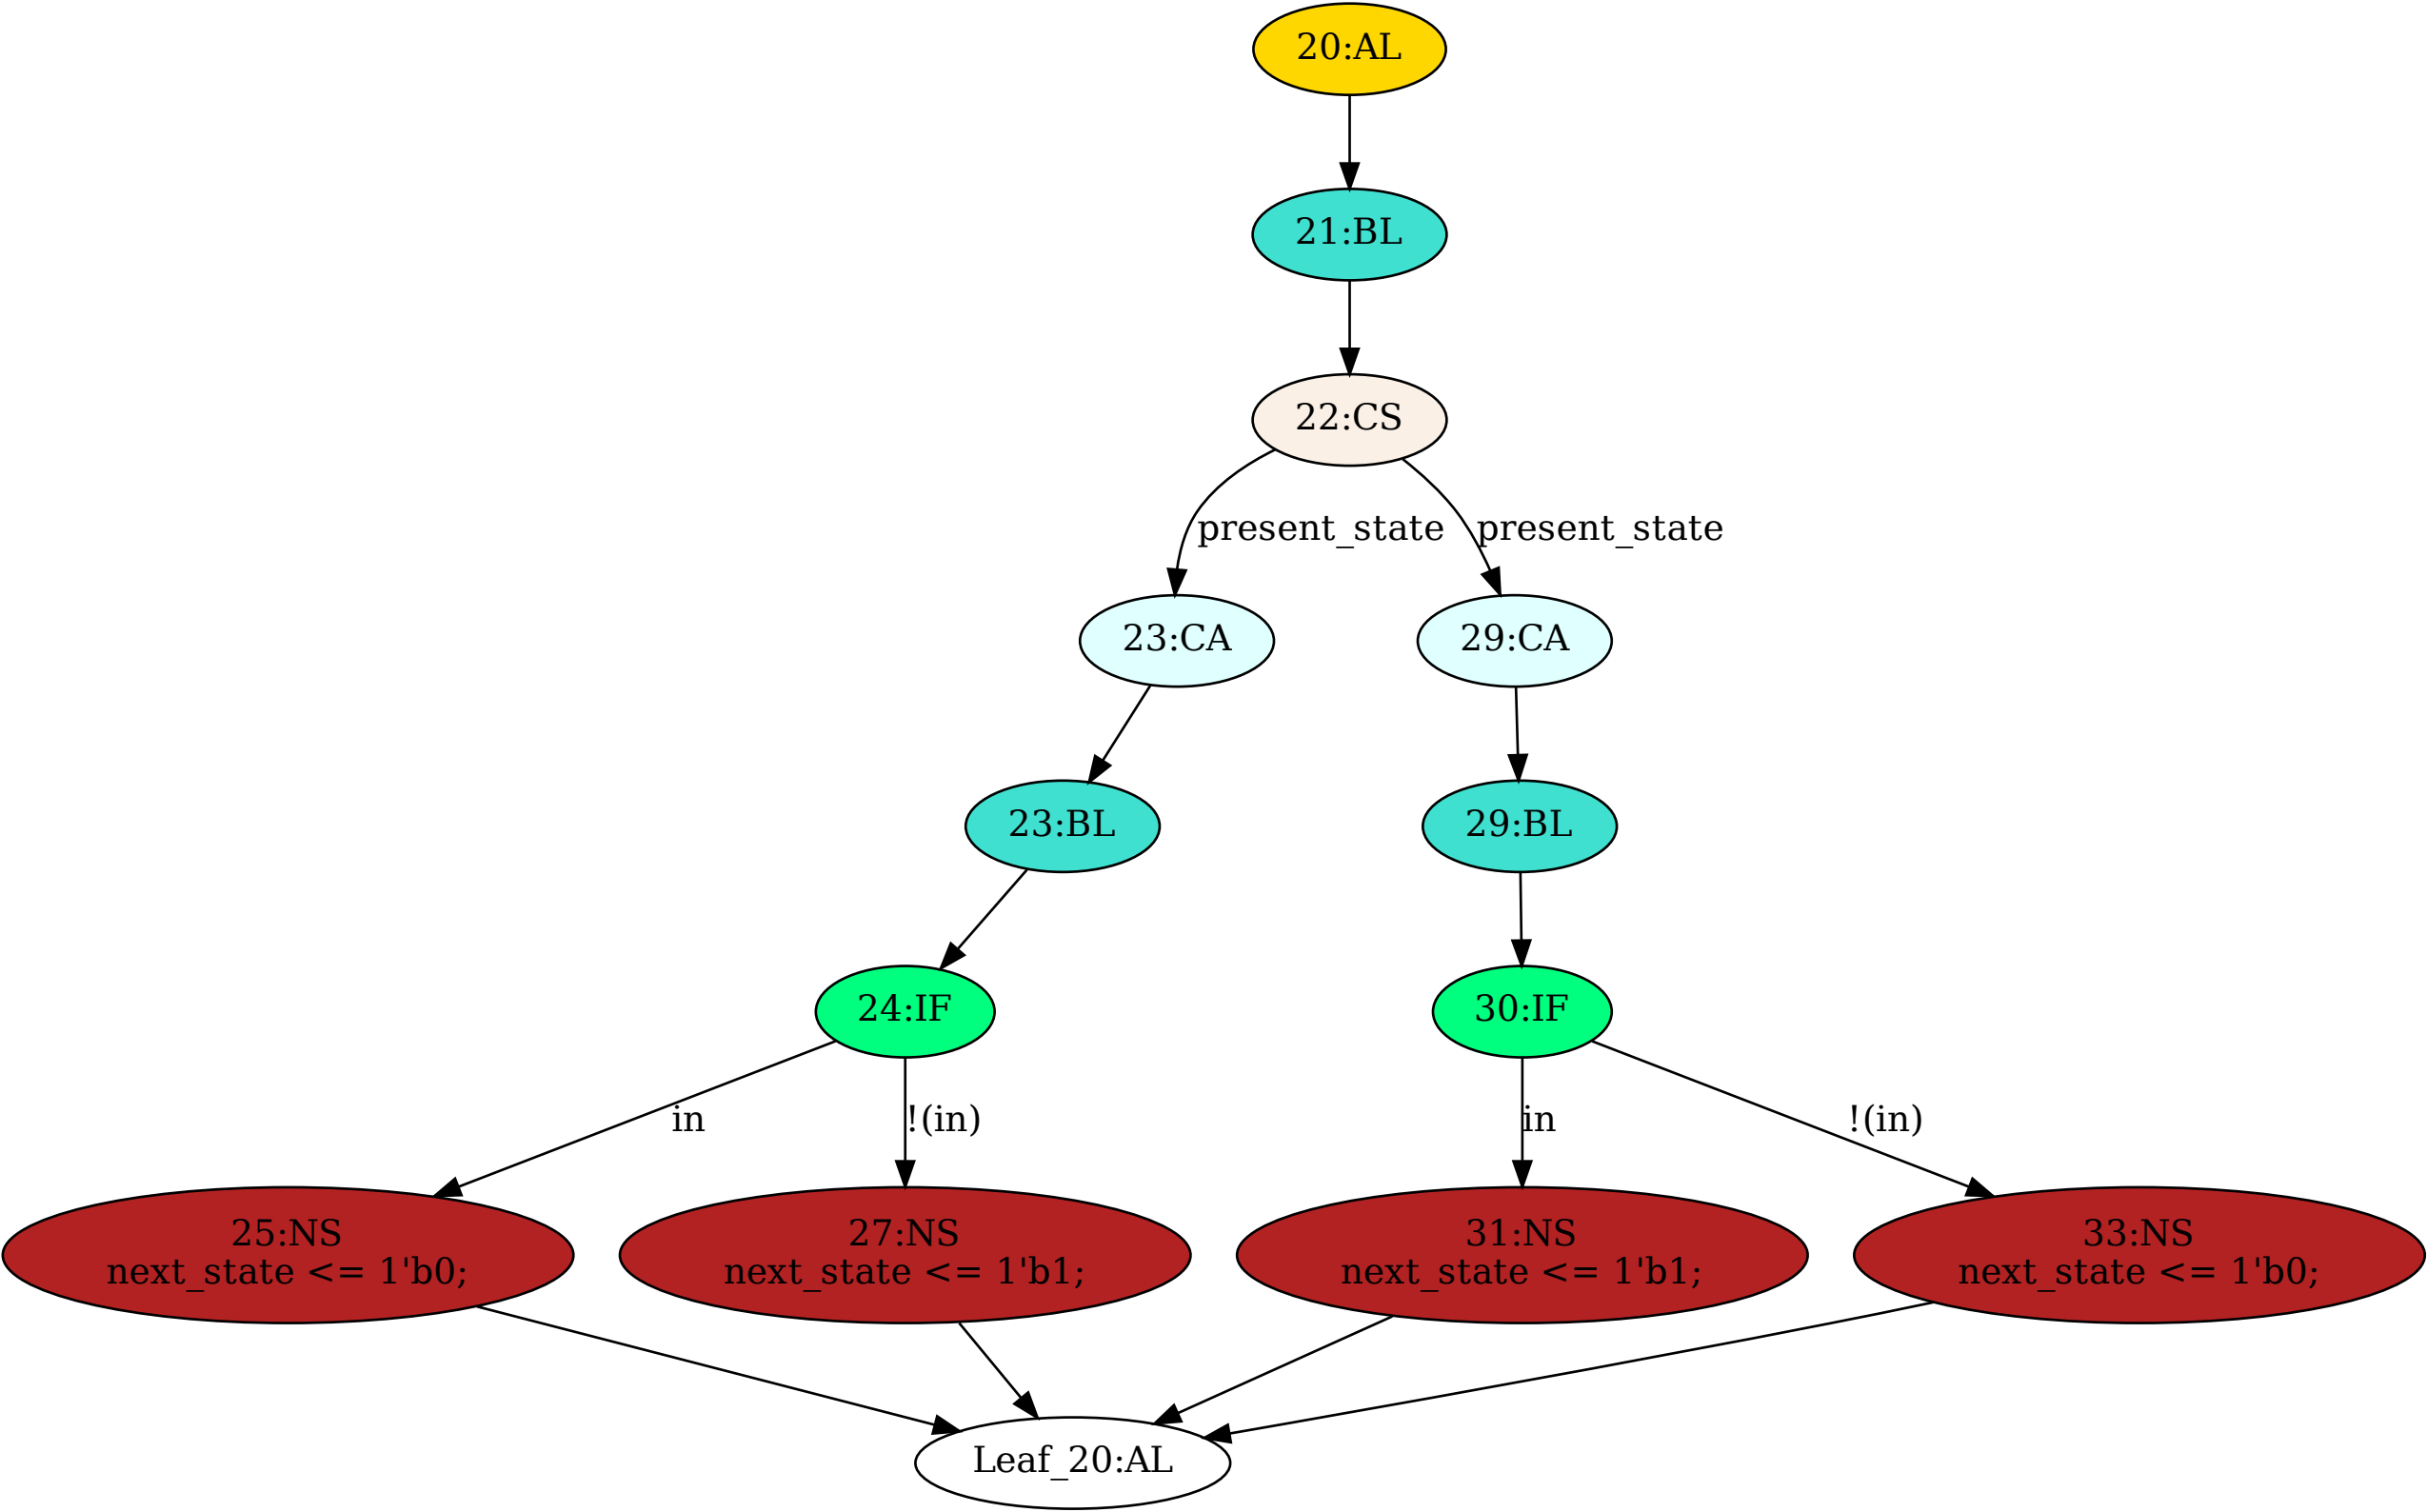 20:AL
21:BL
22:CS
present_state
present_state
23:CA
29:CA
23:BL
29:BL
24:IF
30:IF
in
!(in)
in
!(in)
25:NS
next_state <= 1'b0;
27:NS
next_state <= 1'b1;
31:NS
next_state <= 1'b1;
33:NS
next_state <= 1'b0;
Leaf_20:AL